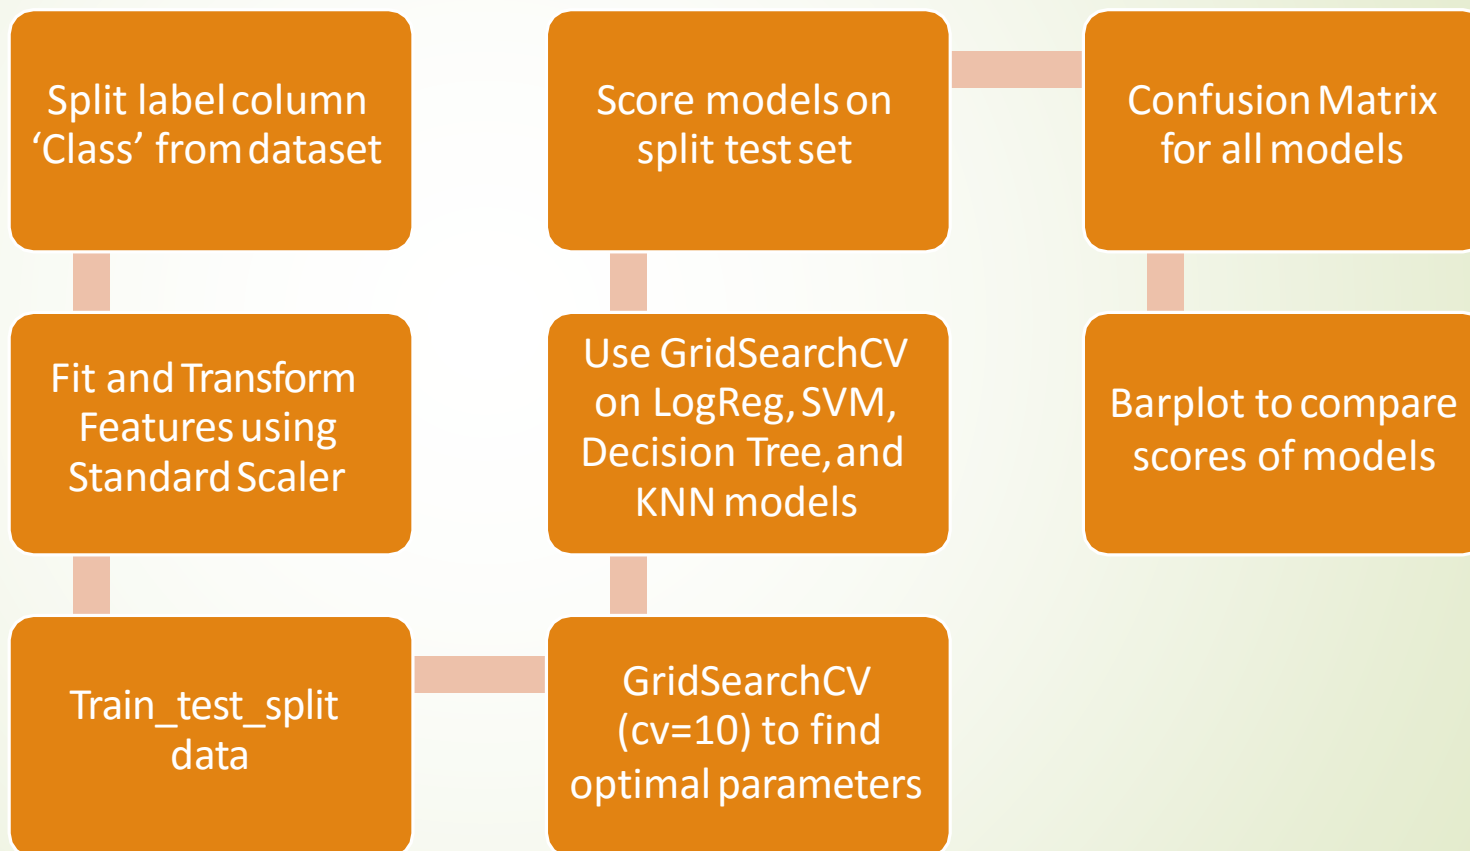 Split label column
‘Class’ from dataset
Fit and Transform
Features using
Standard Scaler
Train_test_split
data
GridSearchCV
(cv=10) to find
optimal parameters
Use GridSearchCV
on LogReg, SVM,
Decision Tree, and
KNN models
Score models on
split test set
Confusion Matrix
for all models
Barplot to compare
scores of models